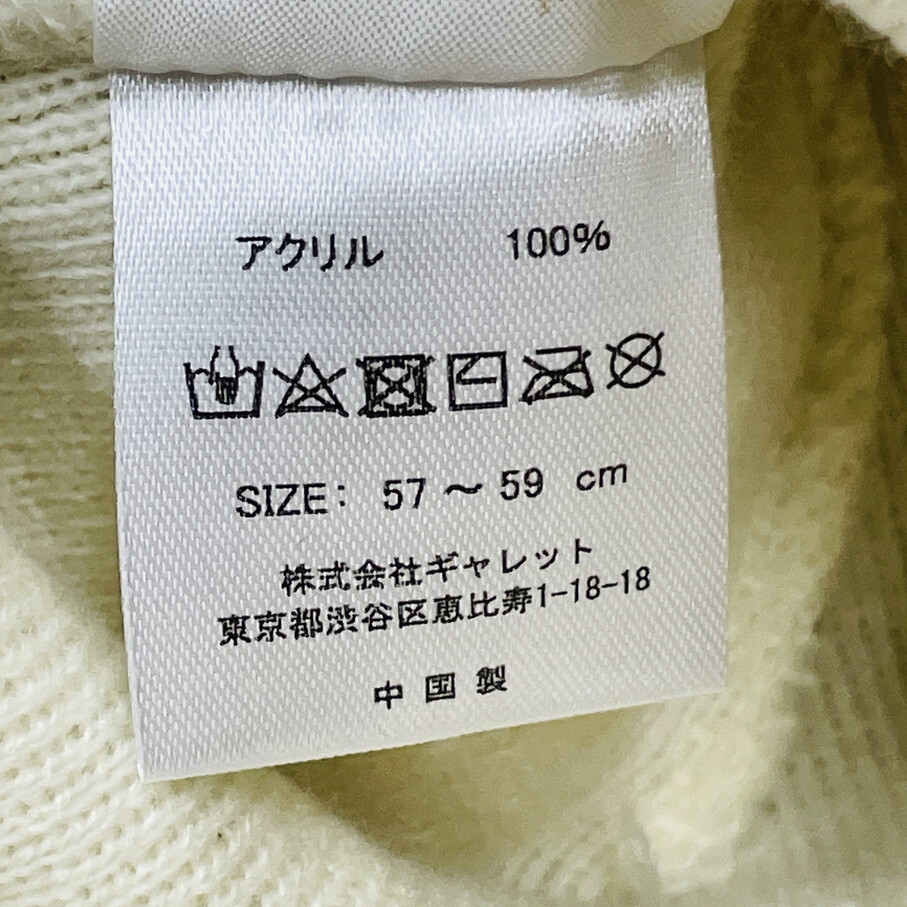 アクリル 100%
SIZE: 57～59 cm
株式会社ギャレット
東京都渋谷区恵比寿1-18-18
中国製